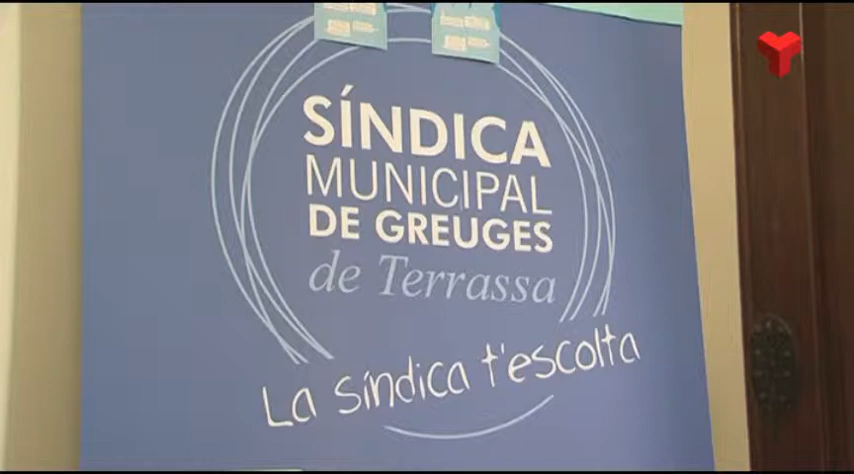 SÍNDICA
MUNICIPAL
DE GREUGES
de Terrassa
La síndica t'escolta